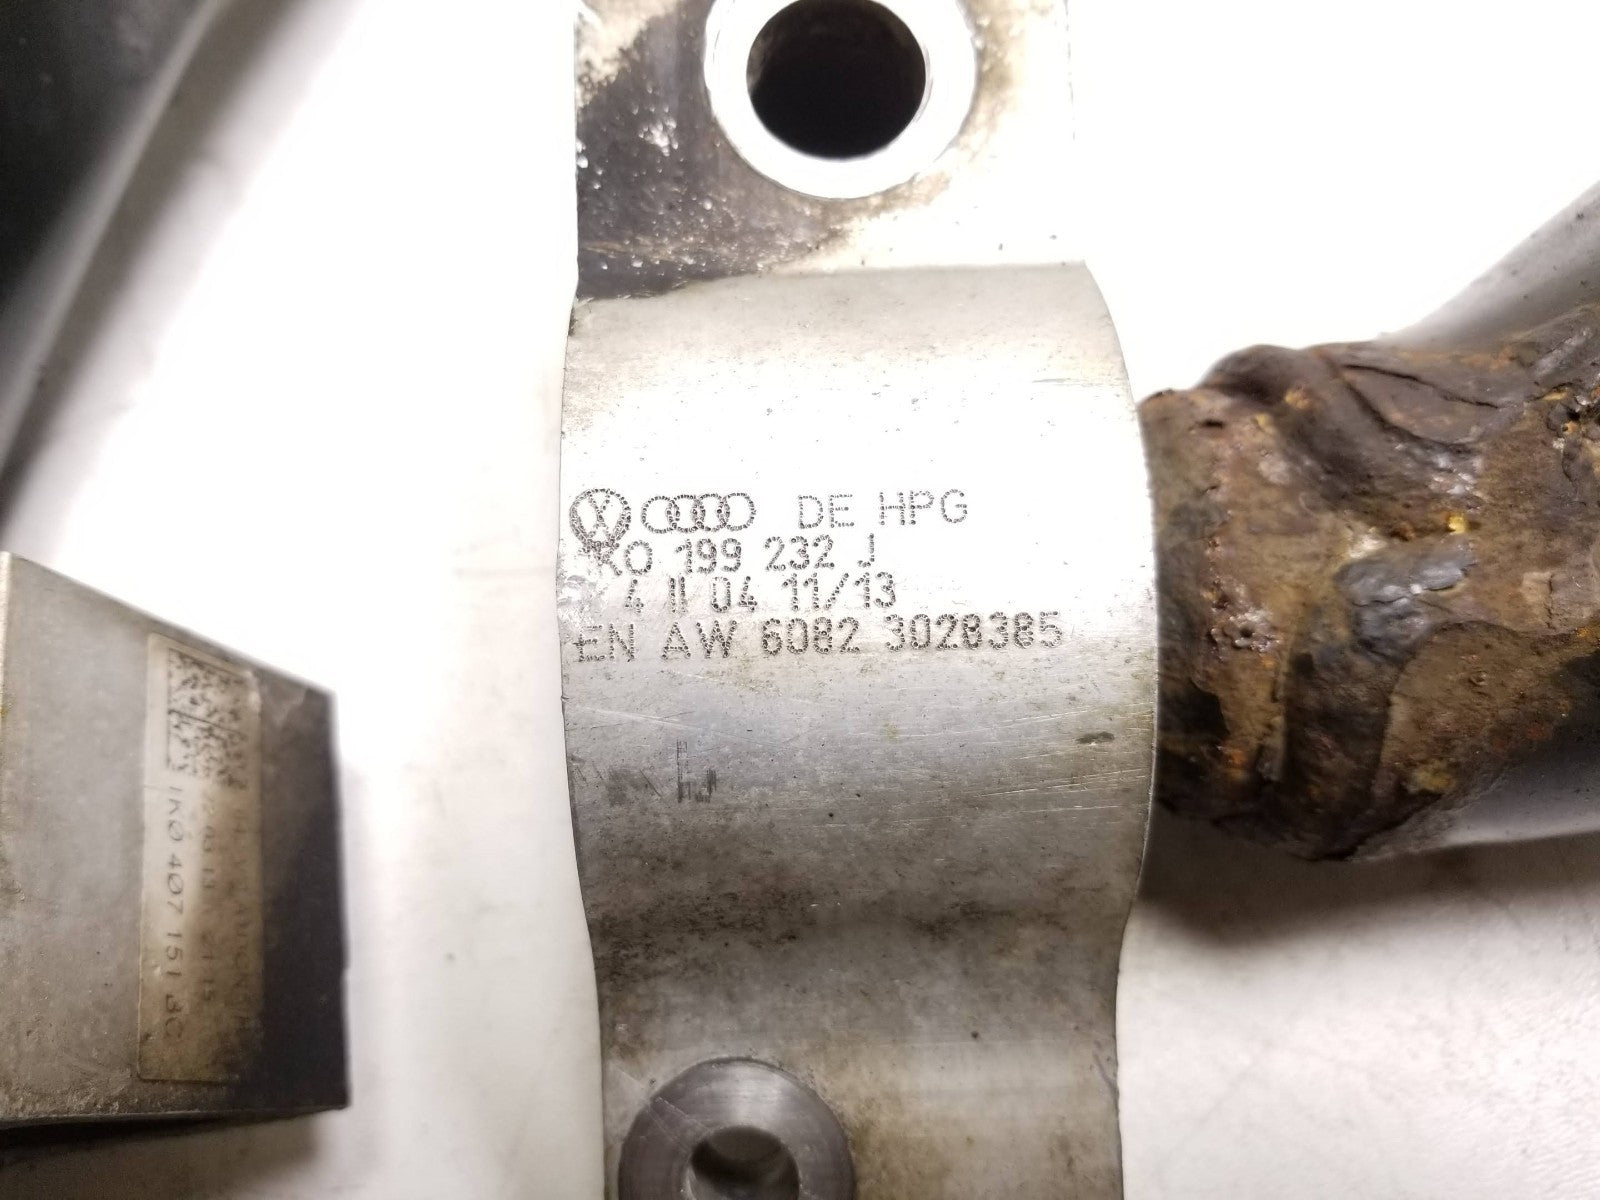 DE HPG
1K0 199 232 J
4 II 04 11/13
EN AW 6082 3028385
1K0 407 151 BC